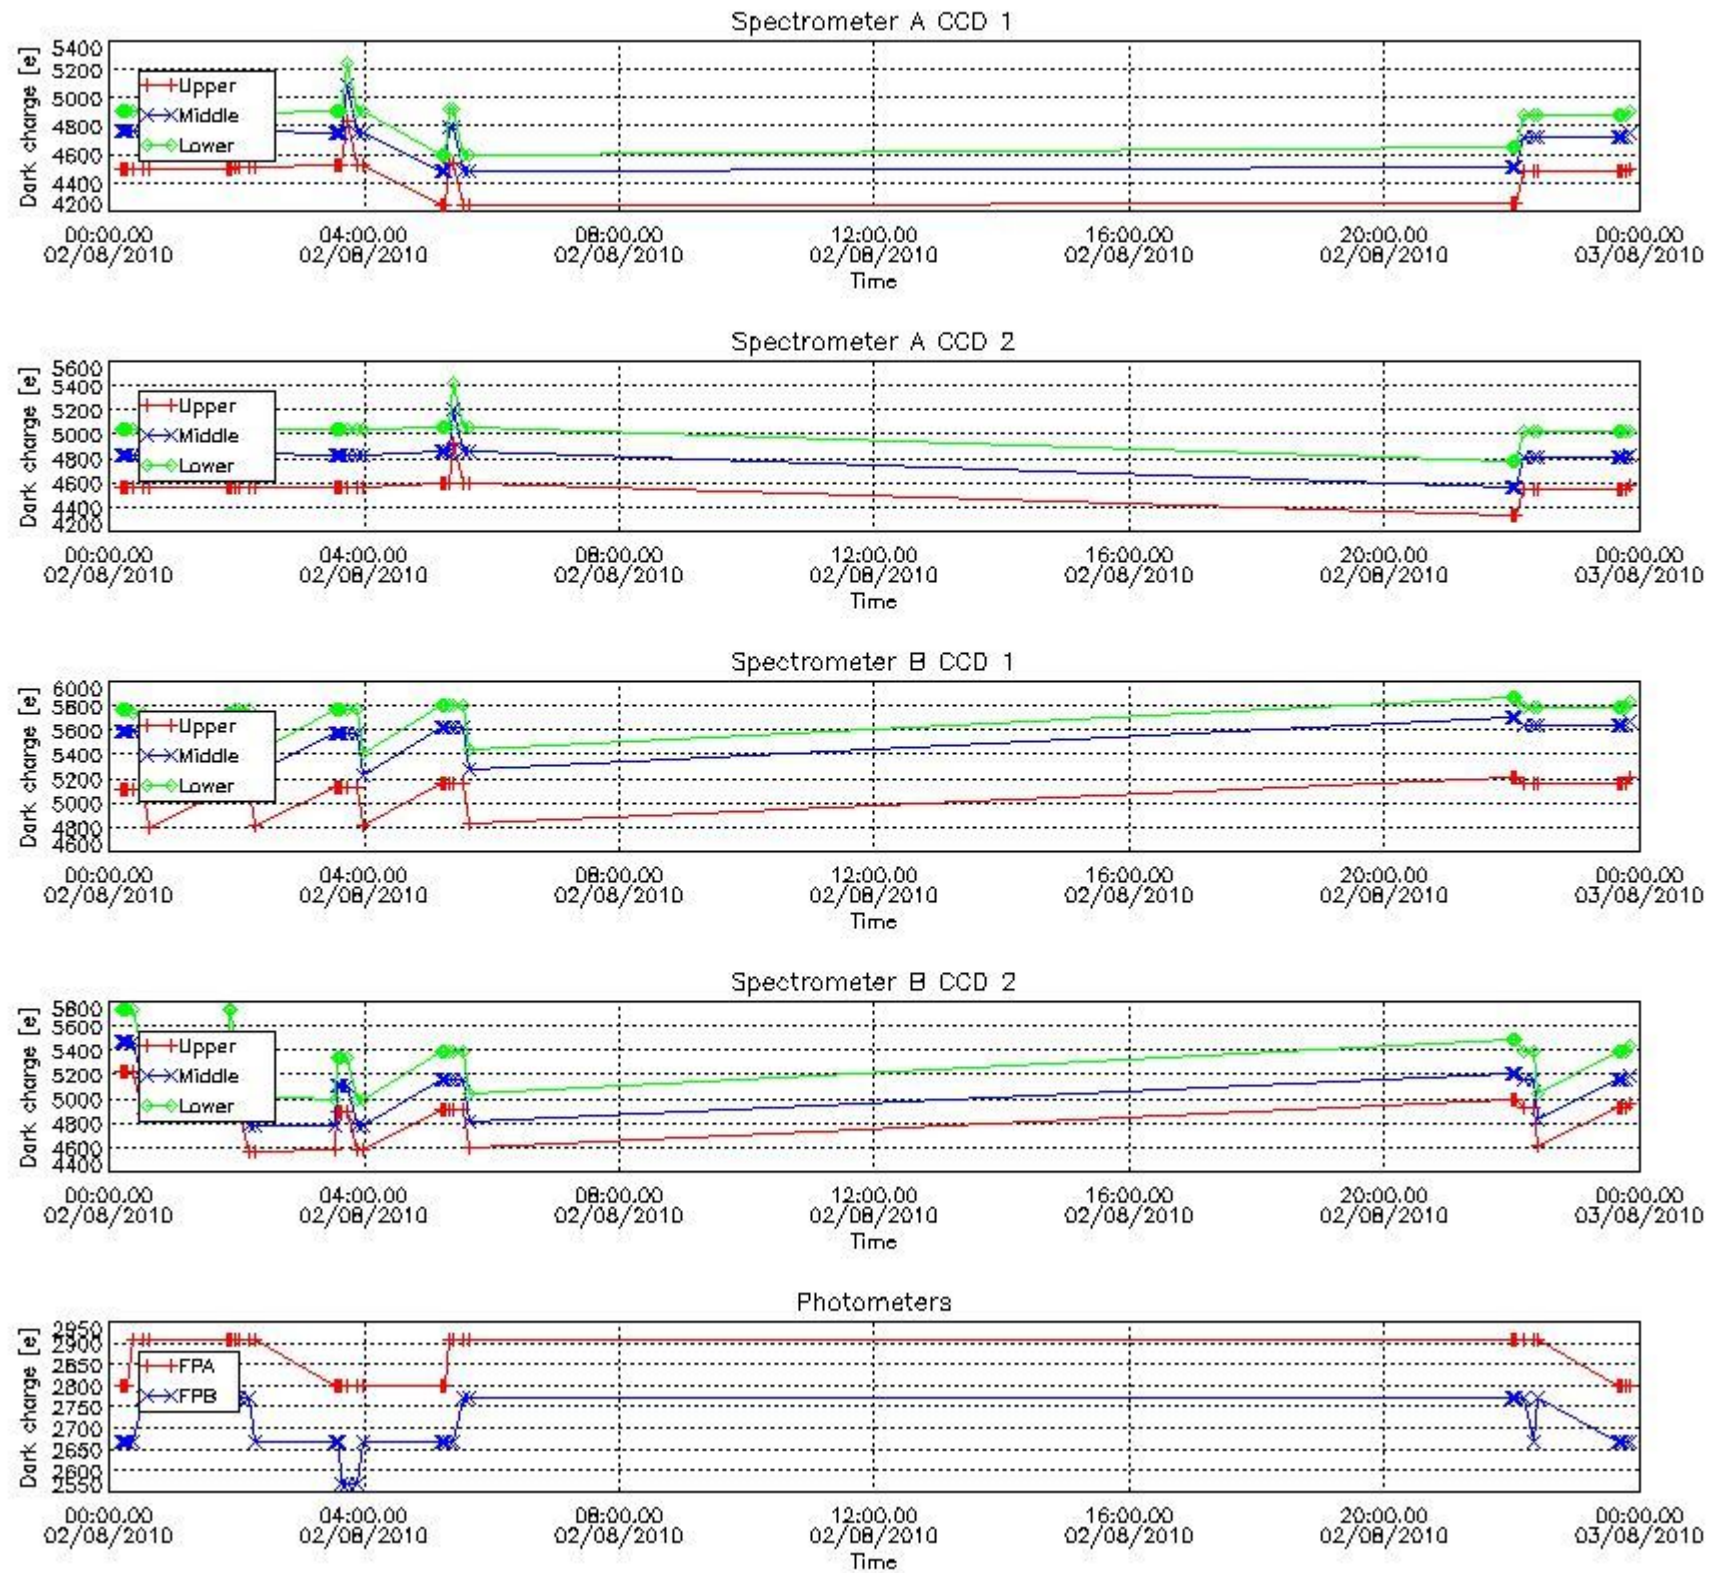 Spectrometer A CCD 1
Dark charge [e]
5400
5200
5000
4800
4600
4400
4200
Upper
Middle
Lower
00:00.00 04:00.00 08:00.00 12:00.00 16:00.00 20:00.00 00:00.00
02/08/2010 02/08/2010 02/08/2010 02/08/2010 02/08/2010 02/08/2010 03/08/2010
Time
Spectrometer A CCD 2
Dark charge [e]
5600
5400
5200
5000
4800
4600
4400
4200
Upper
Middle
Lower
00:00.00 04:00.00 08:00.00 12:00.00 16:00.00 20:00.00 00:00.00
02/08/2010 02/08/2010 02/08/2010 02/08/2010 02/08/2010 02/08/2010 03/08/2010
Time
Spectrometer B CCD 1
Dark charge [e]
6000
5800
5600
5400
5200
5000
4800
4600
Upper
Middle
Lower
00:00.00 04:00.00 08:00.00 12:00.00 16:00.00 20:00.00 00:00.00
02/08/2010 02/08/2010 02/08/2010 02/08/2010 02/08/2010 02/08/2010 03/08/2010
Time
Spectrometer B CCD 2
Dark charge [e]
5800
5600
5400
5200
5000
4800
4600
4400
Upper
Middle
Lower
00:00.00 04:00.00 08:00.00 12:00.00 16:00.00 20:00.00 00:00.00
02/08/2010 02/08/2010 02/08/2010 02/08/2010 02/08/2010 02/08/2010 03/08/2010
Time
Photometers
Dark charge [e]
2950
2900
2850
2800
2750
2700
2650
2600
2550
FPA
FPB
00:00.00 04:00.00 08:00.00 12:00.00 16:00.00 20:00.00 00:00.00
02/08/2010 02/08/2010 02/08/2010 02/08/2010 02/08/2010 02/08/2010 03/08/2010
Time